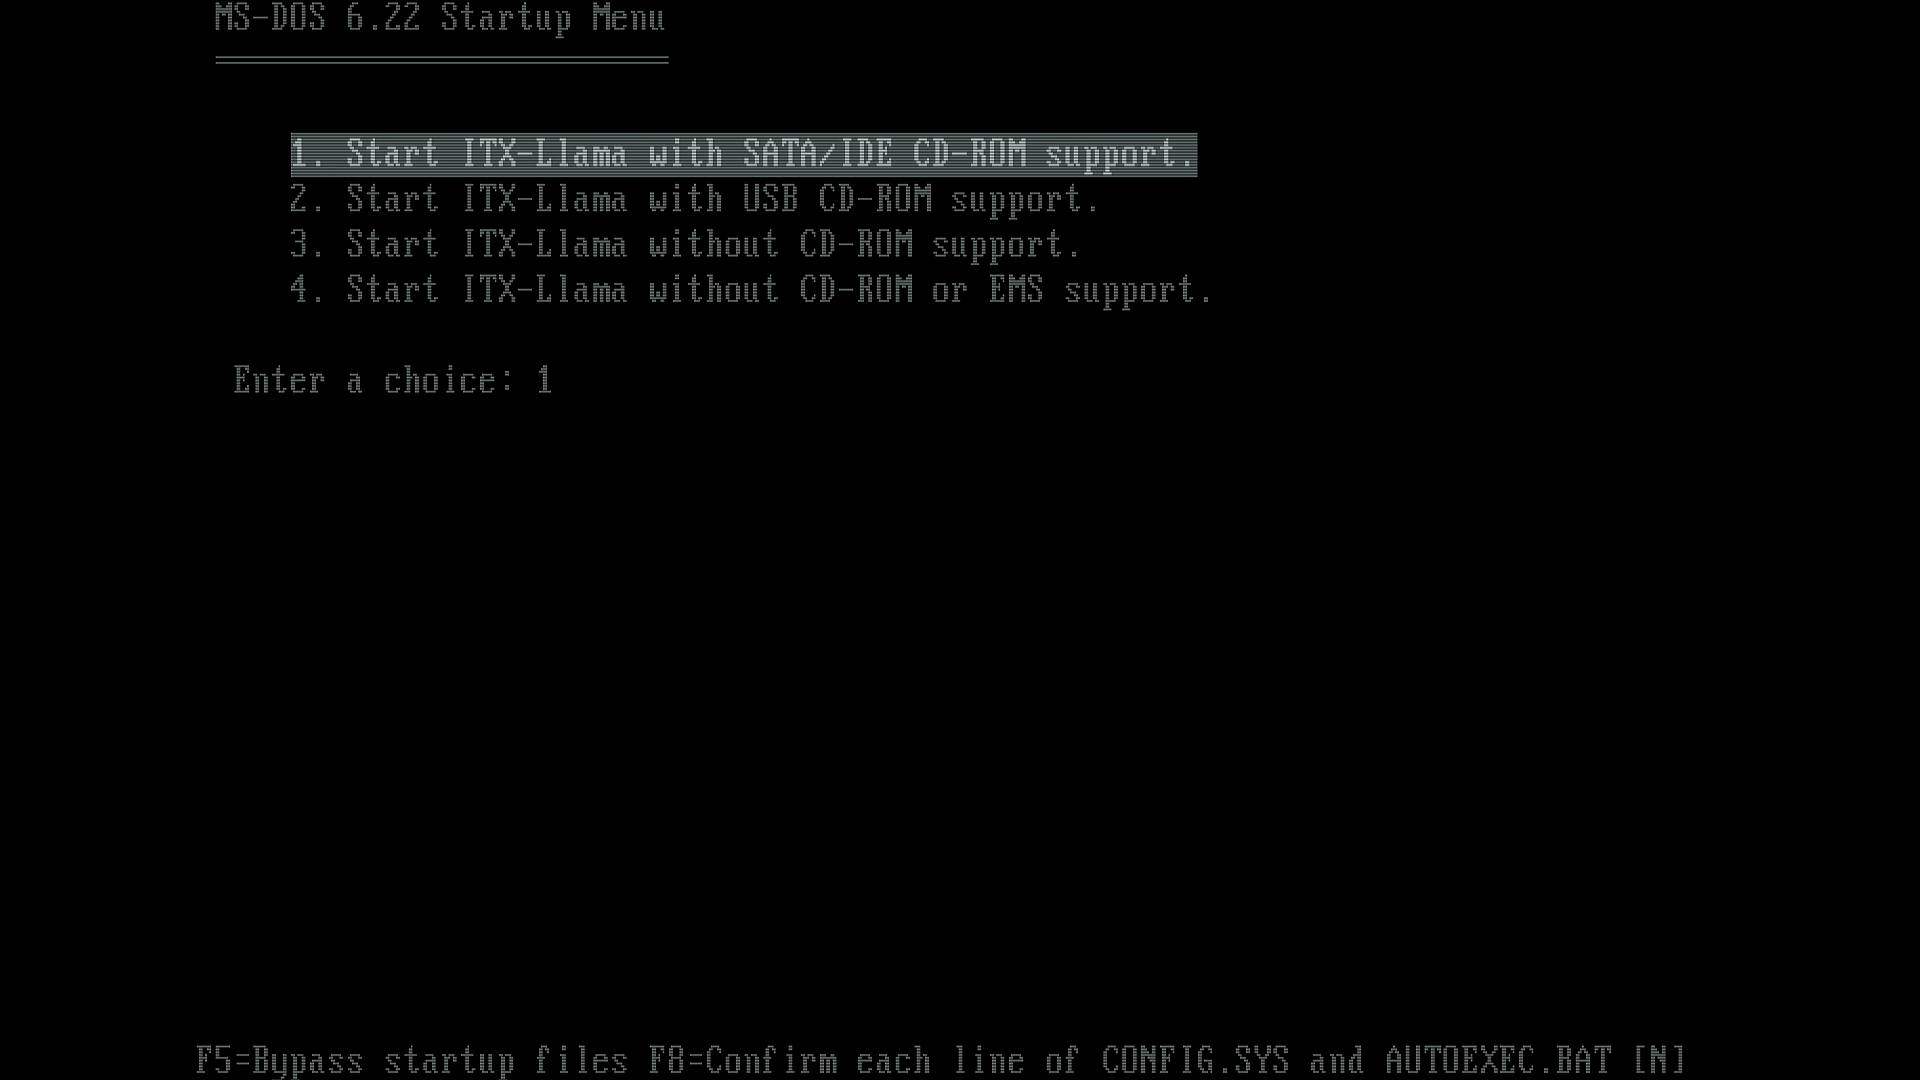 MS-DOS 6.22 Startup Menu
1. Start ITX-Llama with SATA/IDE CD-ROM support.
2. Start ITX-Llama with USB CD-ROM support.
3. Start ITX-Llama without CD-ROM support.
4. Start ITX-Llama without CD-ROM or EMS support.
Enter a choice: 1
F5=Bypass startup files F8=Confirm each line of CONFIG.SYS and AUTOEXEC.BAT [N]